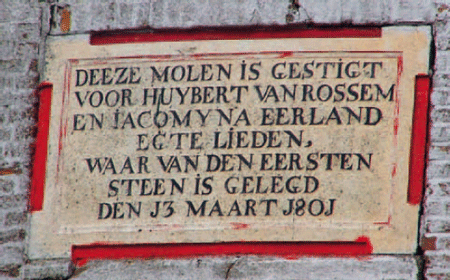 DEEZE MOLEN IS GESTIGT
VOOR HUYBERT VAN ROSSEM
EN IACOMYNA EERLAND
EGTE LIEDEN,
WAAR VAN DEN EERSTEN
STEEN IS GELEGD
DEN J3 MAART J80J